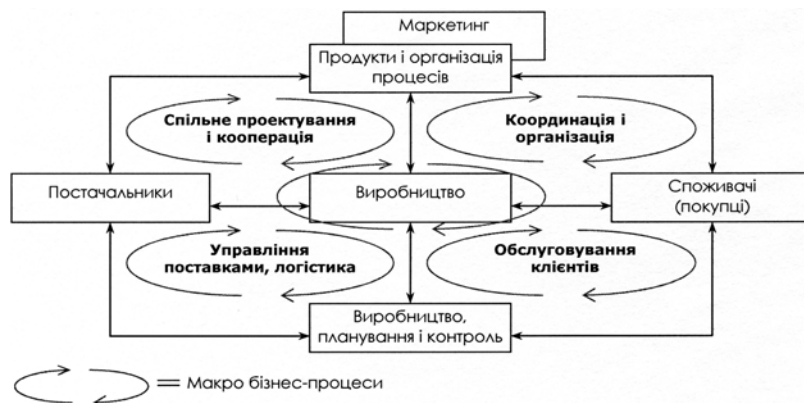 Маркетинг
Продукти і організація
процесів
Спільне проектування
і кооперація
Координація і
організація
Постачальники
Виробництво
Споживачі
(покупці)
Управління
поставками, логістика
Обслуговування
клієнтів
Виробництво,
планування і контроль
= Макро бізнес-процеси